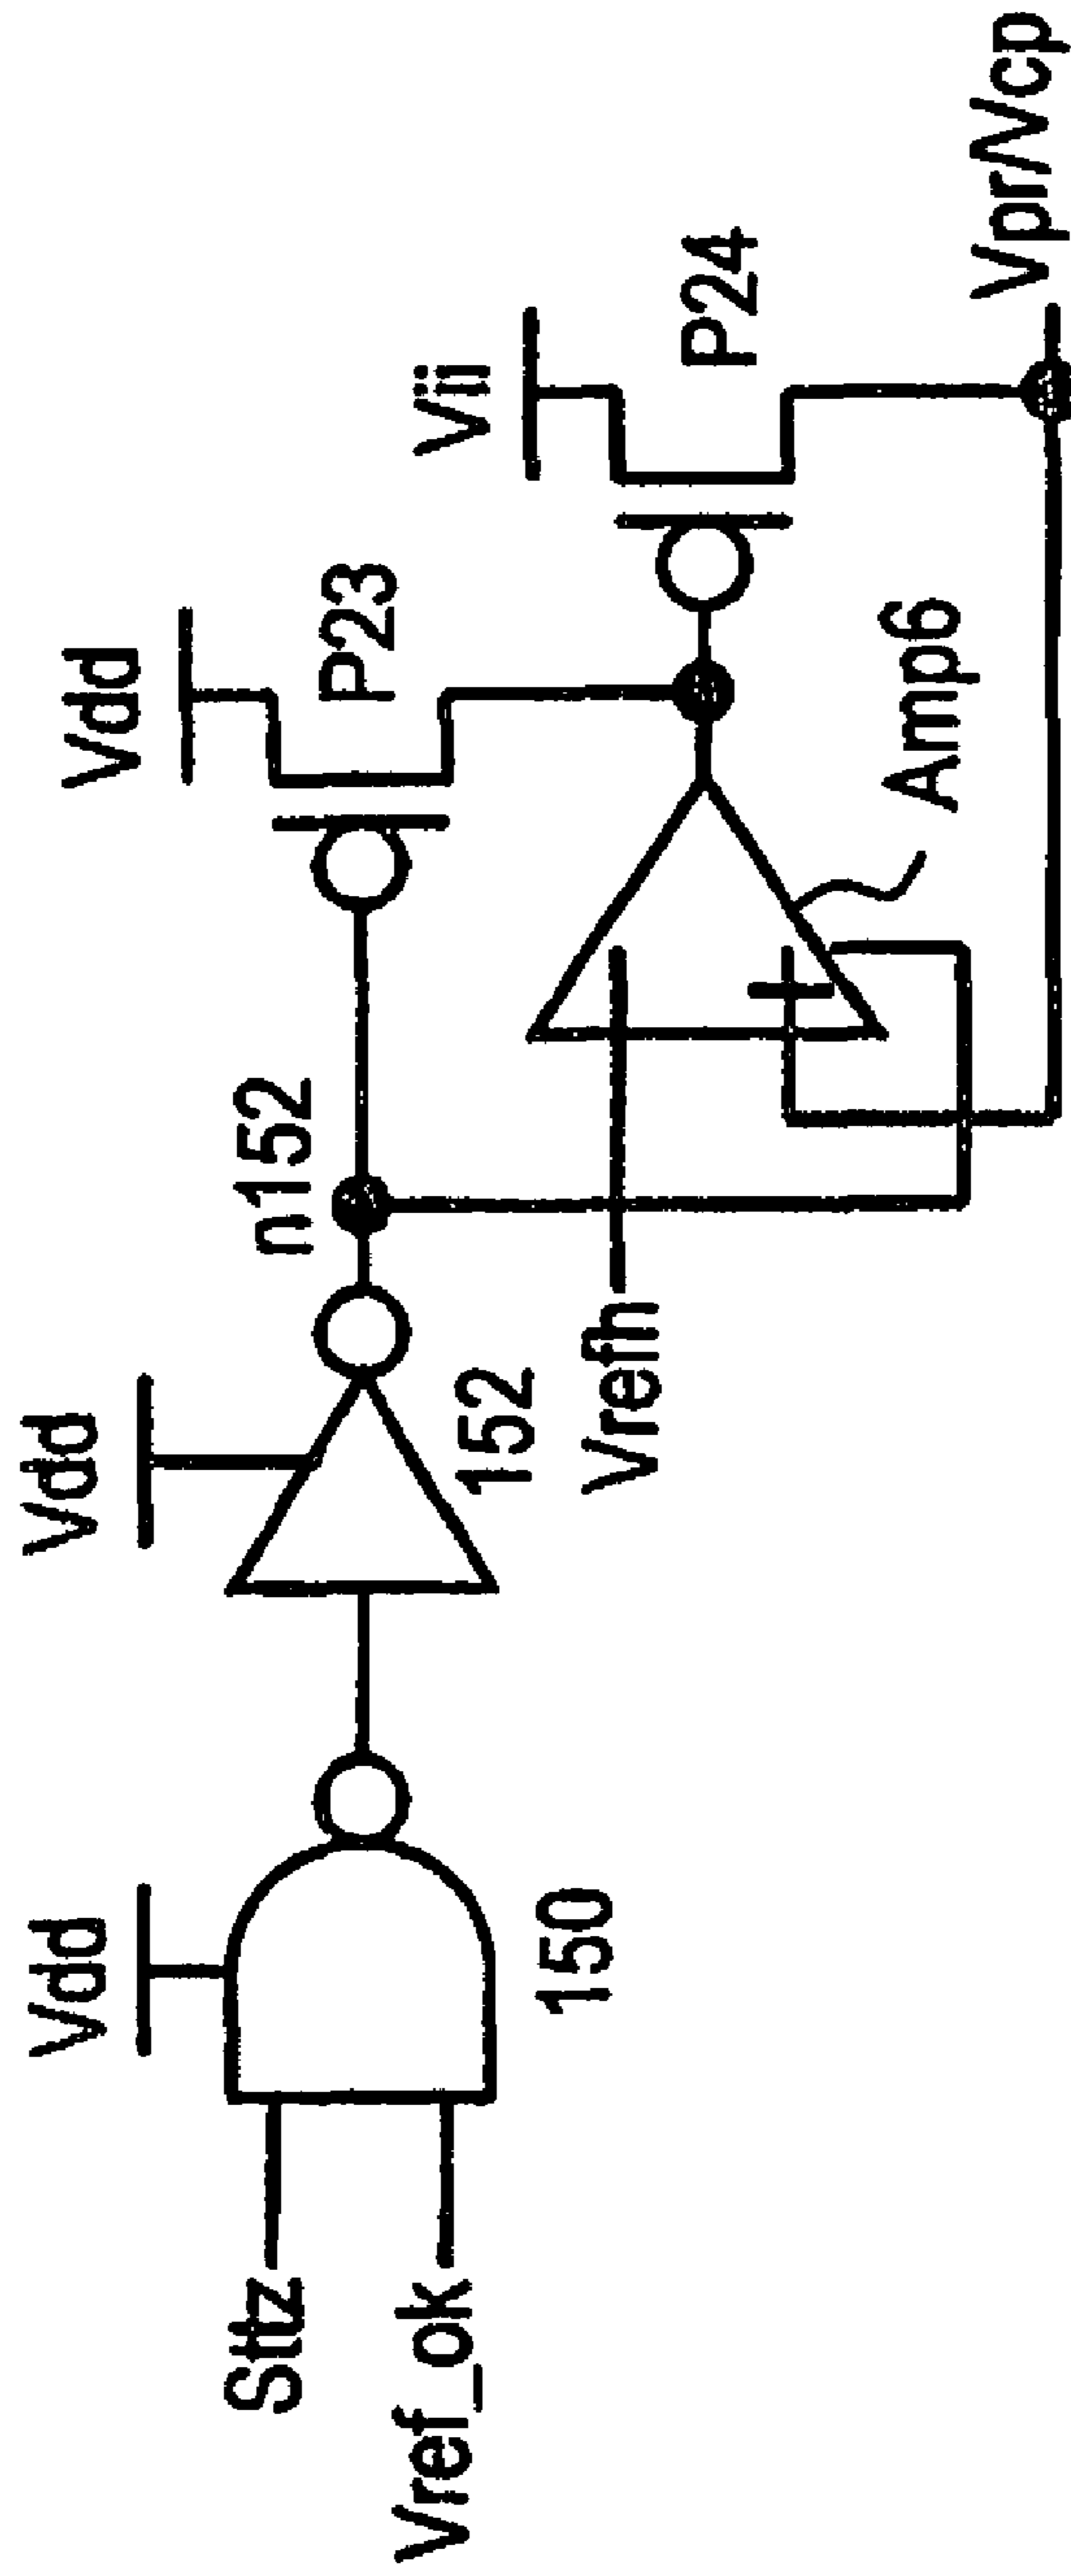 Sttz
Vref_ok
Vdd
150
Vdd
152
n152
Vrefh
Vdd
P23
Amp6
Vii
P24
Vpr/Vcp